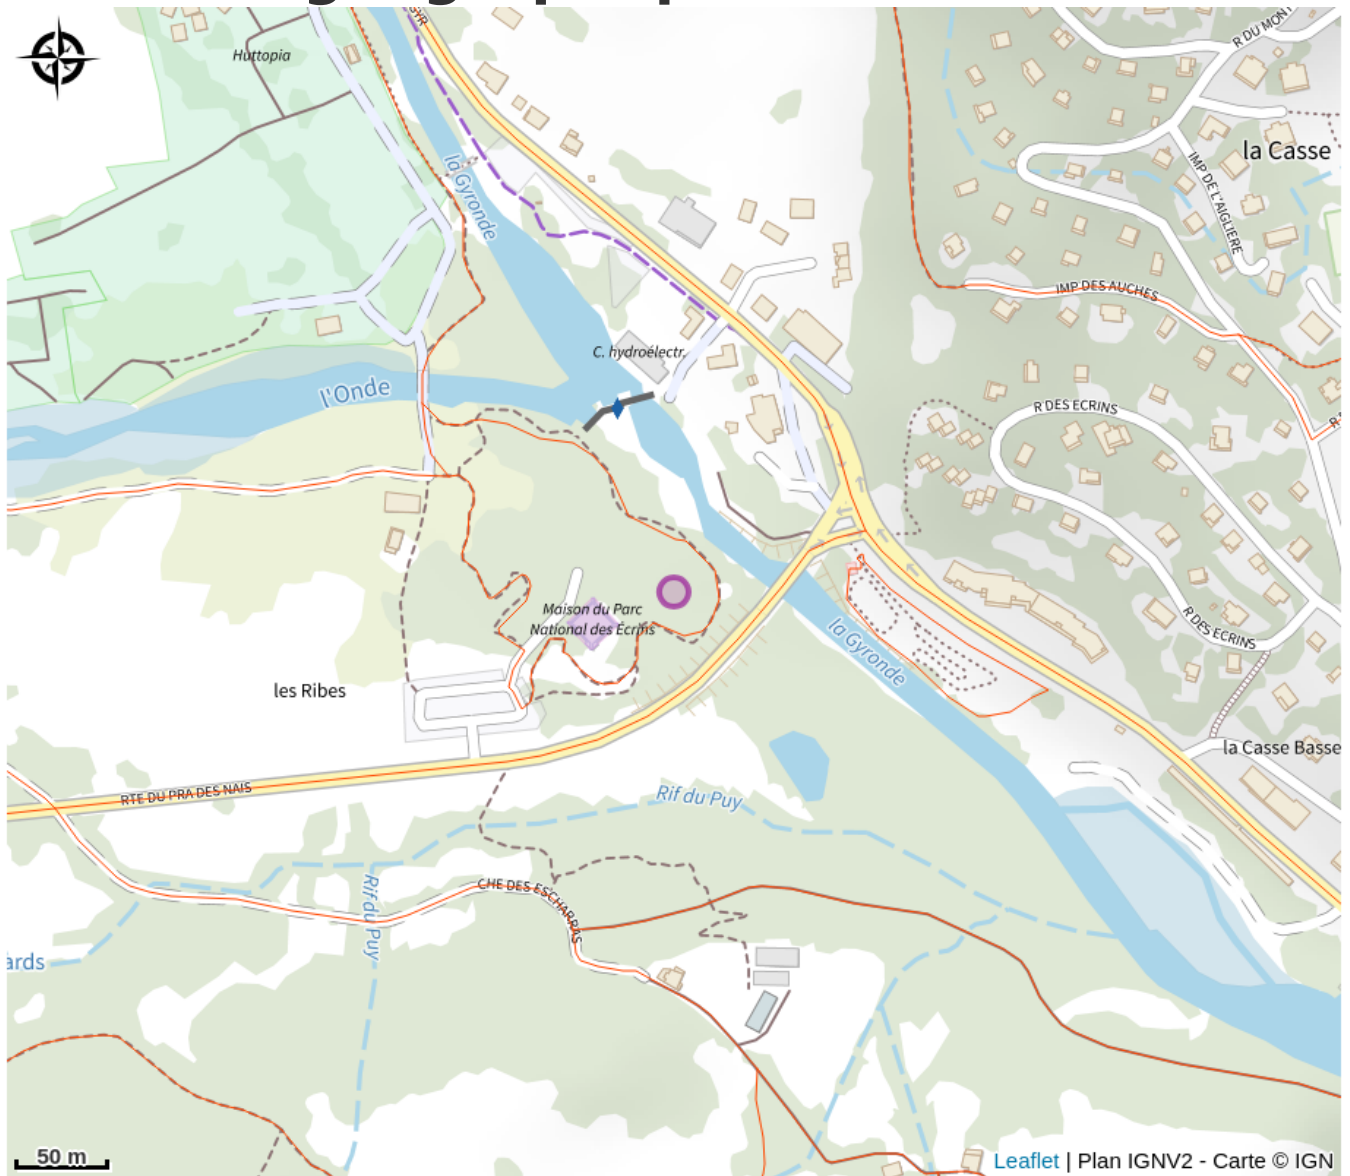 Huttopia
R DU MONT
la Casse
la Gyronde
IMP DE L'AIGLIERE
IMP DES AUCHES
C. hydroélectr.
l'Onde
R DES ECRINS
Maison du Parc
National des Écrins
R DES ECRINS
la Gyronde
les Ribes
la Casse Basse
RTE DU PRA DES NAIS
Rif du Puy
CHE DES ESCHARRAS
Rif du Puy
ards
50 m
Leaflet | Plan IGNV2 - Carte © IGN